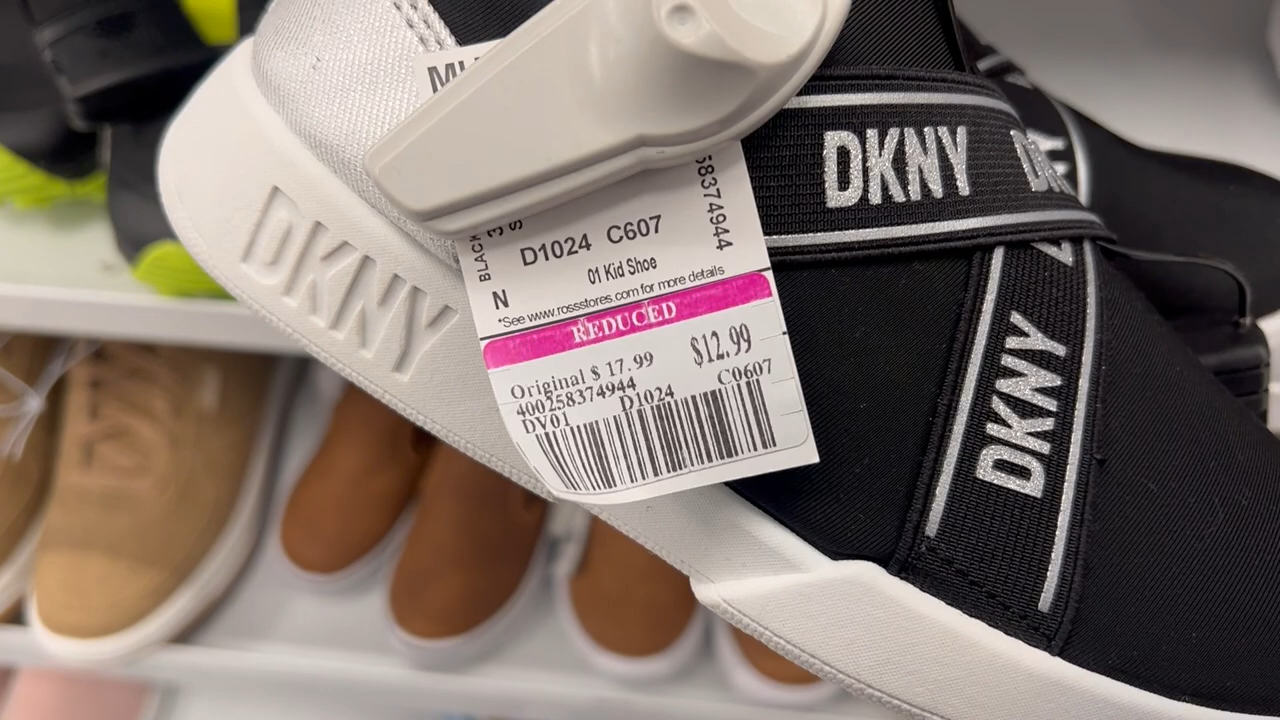 DKNY
DKNY
DKNY
DKNY
BLACK
58374944
D1024 C607
01 Kid Shoe
N
*See www.rossstores.com for more details
REDUCED
Original $ 17.99 $12.99
400258374944
D1024 C0607
DV01